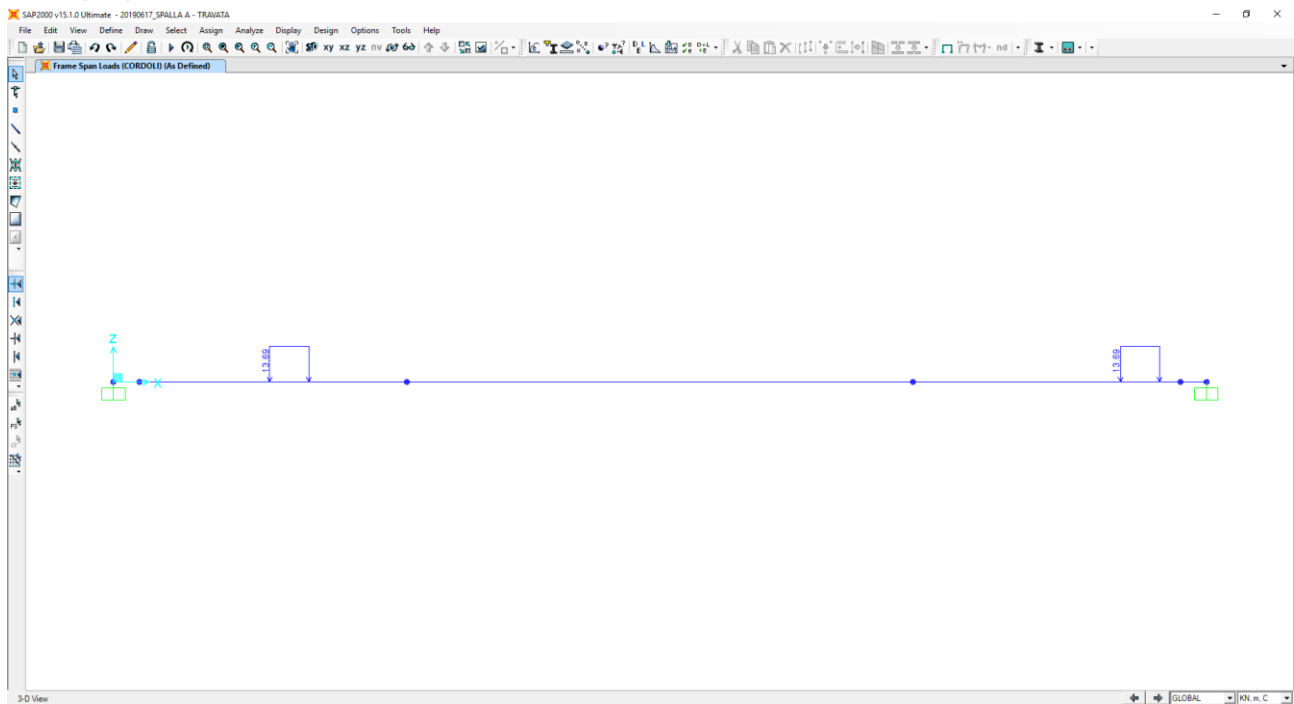 SAP2000 v15.1.0 Ultimate - 20190617_SPALLA A - TRAVATA
File Edit View Define Draw Select Assign Analyze Display Design Options Tools Help
xy xz yz nv nd
Frame Span Loads (CORDOLI) (As Defined)
Z
13.69
13.69
X
3-D View
GLOBAL
KN, m, C